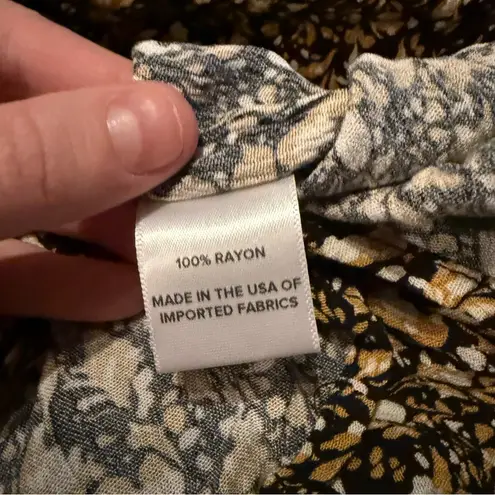 100% RAYON
MADE IN THE USA OF
IMPORTED FABRICS